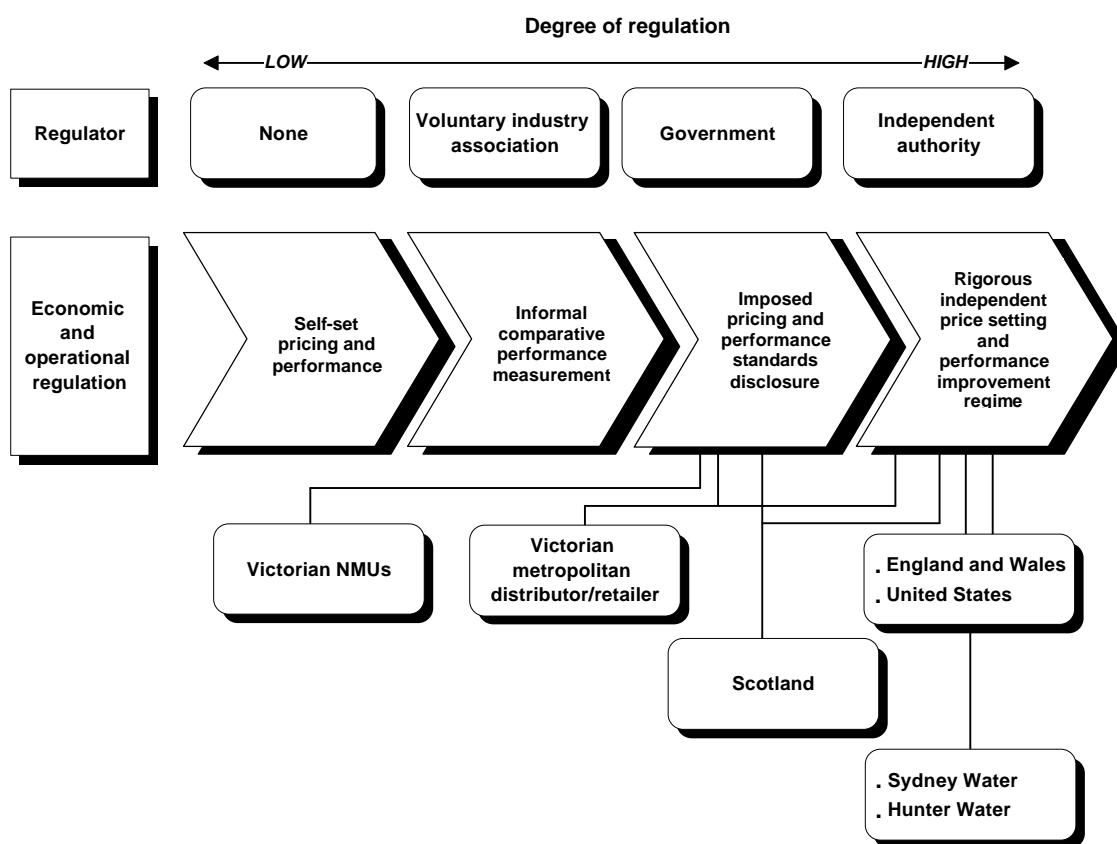 Degree of regulation
LOW
HIGH
Regulator
None
Voluntary industry
association
Government
Independent
authority
Economic
and
operational
regulation
Self-set
pricing and
performance
Informal
comparative
performance
measurement
Imposed
pricing and
performance
standards
disclosure
Rigorous
independent
price setting
and
performance
improvement
regime
Victorian NMUs
Victorian
metropolitan
distributor/retailer
. England and Wales
. United States
Scotland
. Sydney Water
. Hunter Water